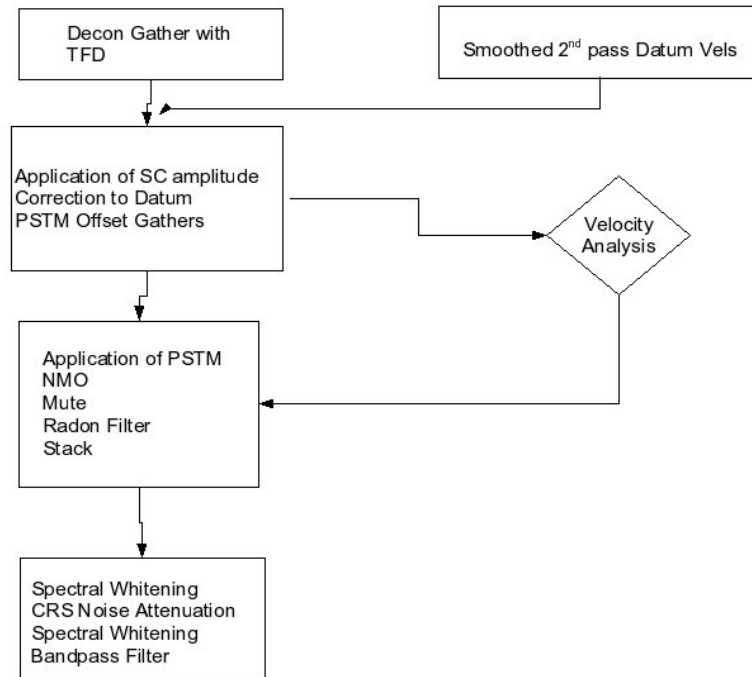 Decon Gather with
TFD
Smoothed 2nd pass Datum Vels
Application of SC amplitude
Correction to Datum
PSTM Offset Gathers
Velocity
Analysis
Application of PSTM
NMO
Mute
Radon Filter
Stack
Spectral Whitening
CRS Noise Attenuation
Spectral Whitening
Bandpass Filter